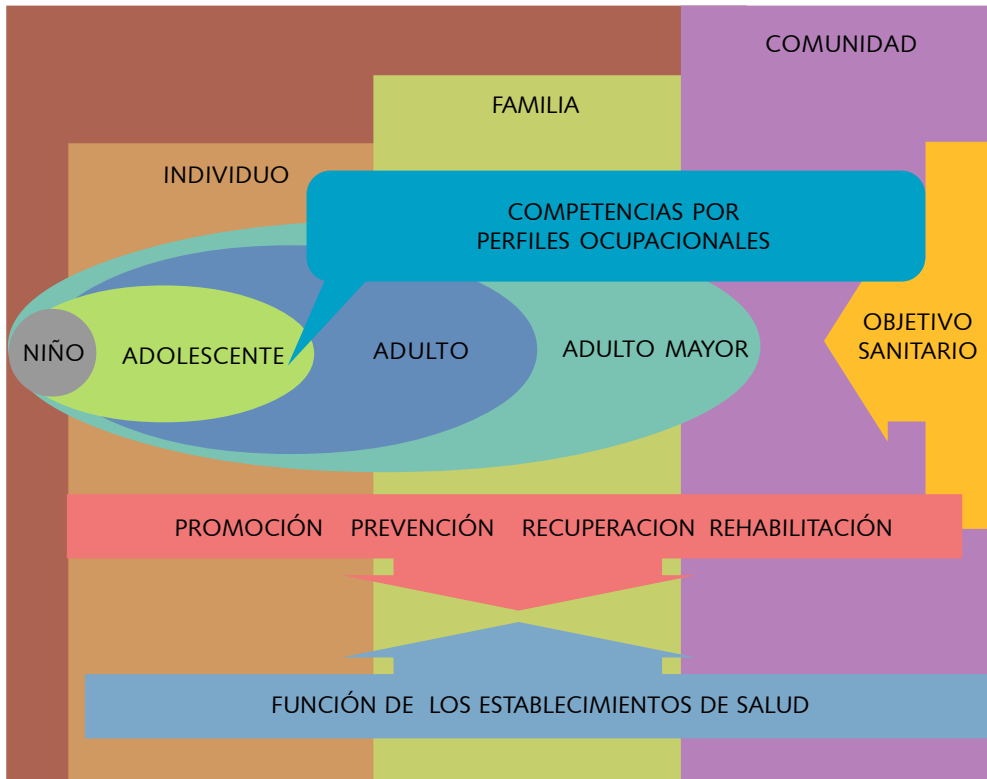 COMUNIDAD
FAMILIA
INDIVIDUO
COMPETENCIAS POR
PERFILES OCUPACIONALES
NIÑO
ADOLESCENTE
ADULTO
ADULTO MAYOR
OBJETIVO
SANITARIO
PROMOCIÓN PREVENCIÓN RECUPERACION REHABILITACIÓN
FUNCIÓN DE LOS ESTABLECIMIENTOS DE SALUD